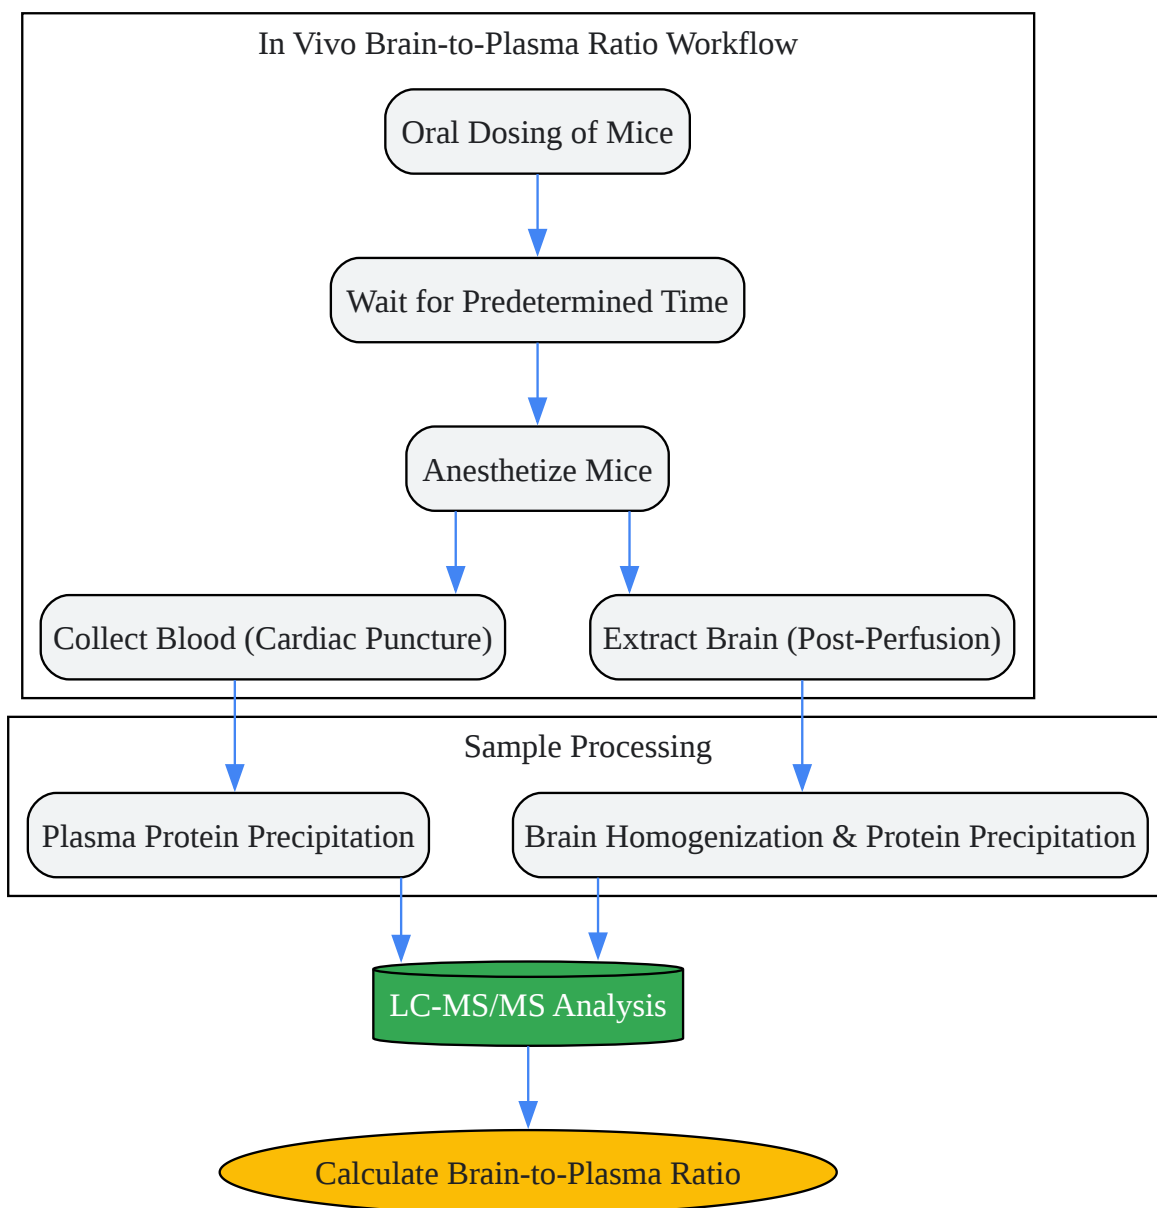 In Vivo Brain-to-Plasma Ratio Workflow
Oral Dosing of Mice
Wait for Predetermined Time
Anesthetize Mice
Collect Blood (Cardiac Puncture)
Extract Brain (Post-Perfusion)
Sample Processing
Plasma Protein Precipitation
Brain Homogenization & Protein Precipitation
LC-MS/MS Analysis
Calculate Brain-to-Plasma Ratio